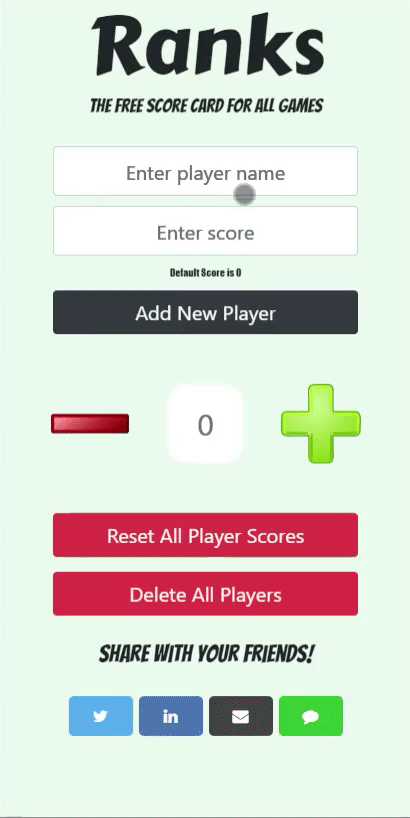 Ranks
THE FREE SCORE CARD FOR ALL GAMES
Enter player name
Enter score
Default Score is 0
Add New Player
0
Reset All Player Scores
Delete All Players
SHARE WITH YOUR FRIENDS!
in